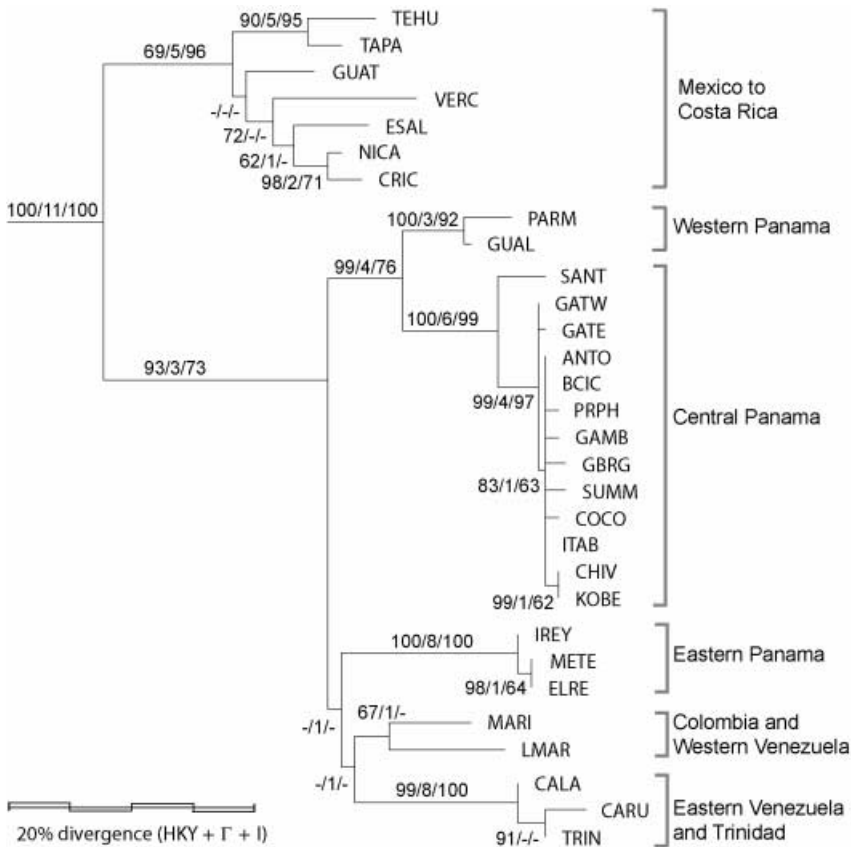 90/5/95
TEHU
TAPA
69/5/96
GUAT
VERC
-/-/-
ESAL
72/-/-
NICA
62/1/-
CRIC
98/2/71
Mexico to
Costa Rica
100/11/100
100/3/92
PARM
GUAL
Western Panama
99/4/76
SANT
GATW
100/6/99
GATE
ANTO
BCIC
93/3/73
99/4/97
PRPH
Central Panama
GAMB
GBRG
83/1/63
SUMM
COCO
ITAB
CHIV
99/1/62
KOBE
IREY
100/8/100
METE
Eastern Panama
98/1/64
ELRE
67/1/-
-/1/-
MARI
LMAR
Colombia and
Western Venezuela
-/1/-
99/8/100
CALA
CARU
91/-/-
TRIN
Eastern Venezuela
and Trinidad
20% divergence (HKY + Γ + I)